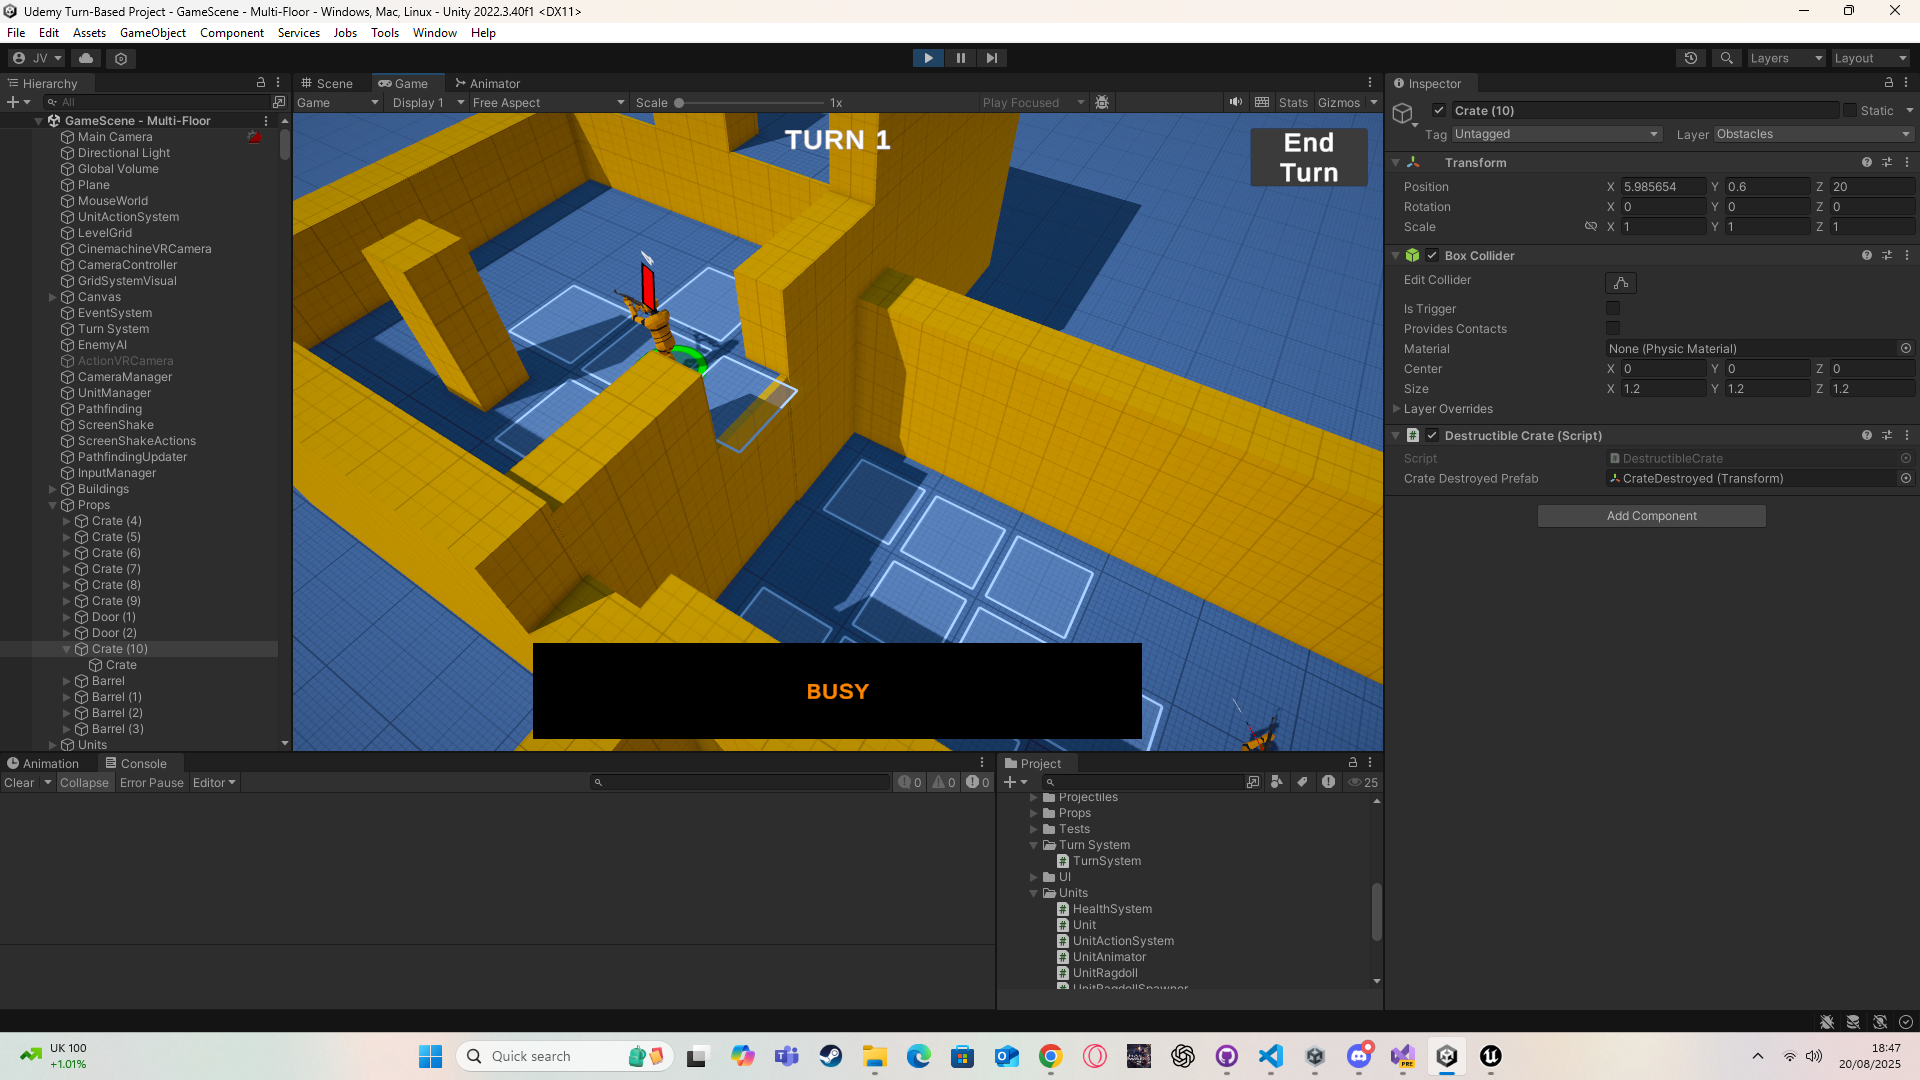 Udemy Turn-Based Project - GameScene - Multi-Floor - Windows, Mac, Linux - Unity 2022.3.40f1 <DX11>
File Edit Assets GameObject Component Services Jobs Tools Window Help
JV
Layers
Layout
Hierarchy
All
GameScene - Multi-Floor
Main Camera
Directional Light
Global Volume
Plane
MouseWorld
UnitActionSystem
LevelGrid
CinemachineVRCamera
CameraController
GridSystemVisual
Canvas
EventSystem
Turn System
EnemyAI
ActionVRCamera
CameraManager
UnitManager
Pathfinding
ScreenShake
ScreenShakeActions
PathfindingUpdater
InputManager
Buildings
Props
Crate (4)
Crate (5)
Crate (6)
Crate (7)
Crate (8)
Crate (9)
Door (1)
Door (2)
Crate (10)
Crate
Barrel
Barrel (1)
Barrel (2)
Barrel (3)
Units
Scene Game Animator
Game Display 1 Free Aspect Scale 1x Play Focused Stats Gizmos
TURN 1
End
Turn
BUSY
Inspector
Crate (10) Static
Tag Untagged Layer Obstacles
Transform
Position X 5.985654 Y 0.6 Z 20
Rotation X 0 Y 0 Z 0
Scale X 1 Y 1 Z 1
Box Collider
Edit Collider
Is Trigger
Provides Contacts
Material None (Physic Material)
Center X 0 Y 0 Z 0
Size X 1.2 Y 1.2 Z 1.2
Layer Overrides
Destructible Crate (Script)
Script DestructibleCrate
Crate Destroyed Prefab CrateDestroyed (Transform)
Add Component
Animation Console
Clear Collapse Error Pause Editor 0 0 0
Project
25
Projectiles
Props
Tests
Turn System
TurnSystem
UI
Units
HealthSystem
Unit
UnitActionSystem
UnitAnimator
UnitRagdoll
UnitRagdollSpawner
UK 100
+1.01%
Quick search
PRE
18:47
20/08/2025